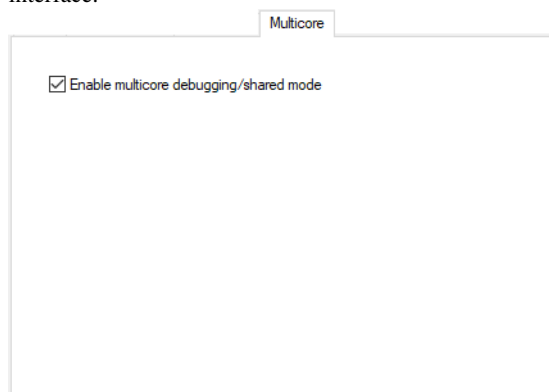 interface.
Multicore
Enable multicore debugging/shared mode